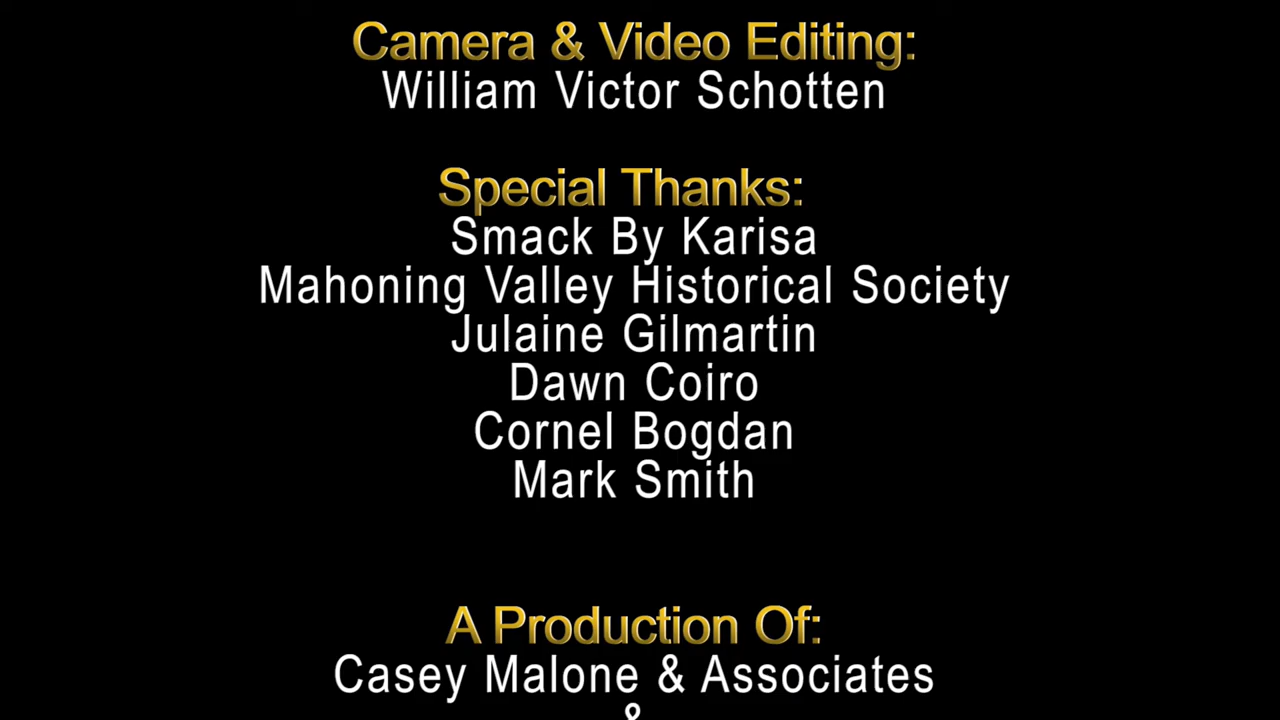 Camera & Video Editing:
William Victor Schotten
Special Thanks:
Smack By Karisa
Mahoning Valley Historical Society
Julaine Gilmartin
Dawn Coiro
Cornel Bogdan
Mark Smith
A Production Of:
Casey Malone & Associates
&